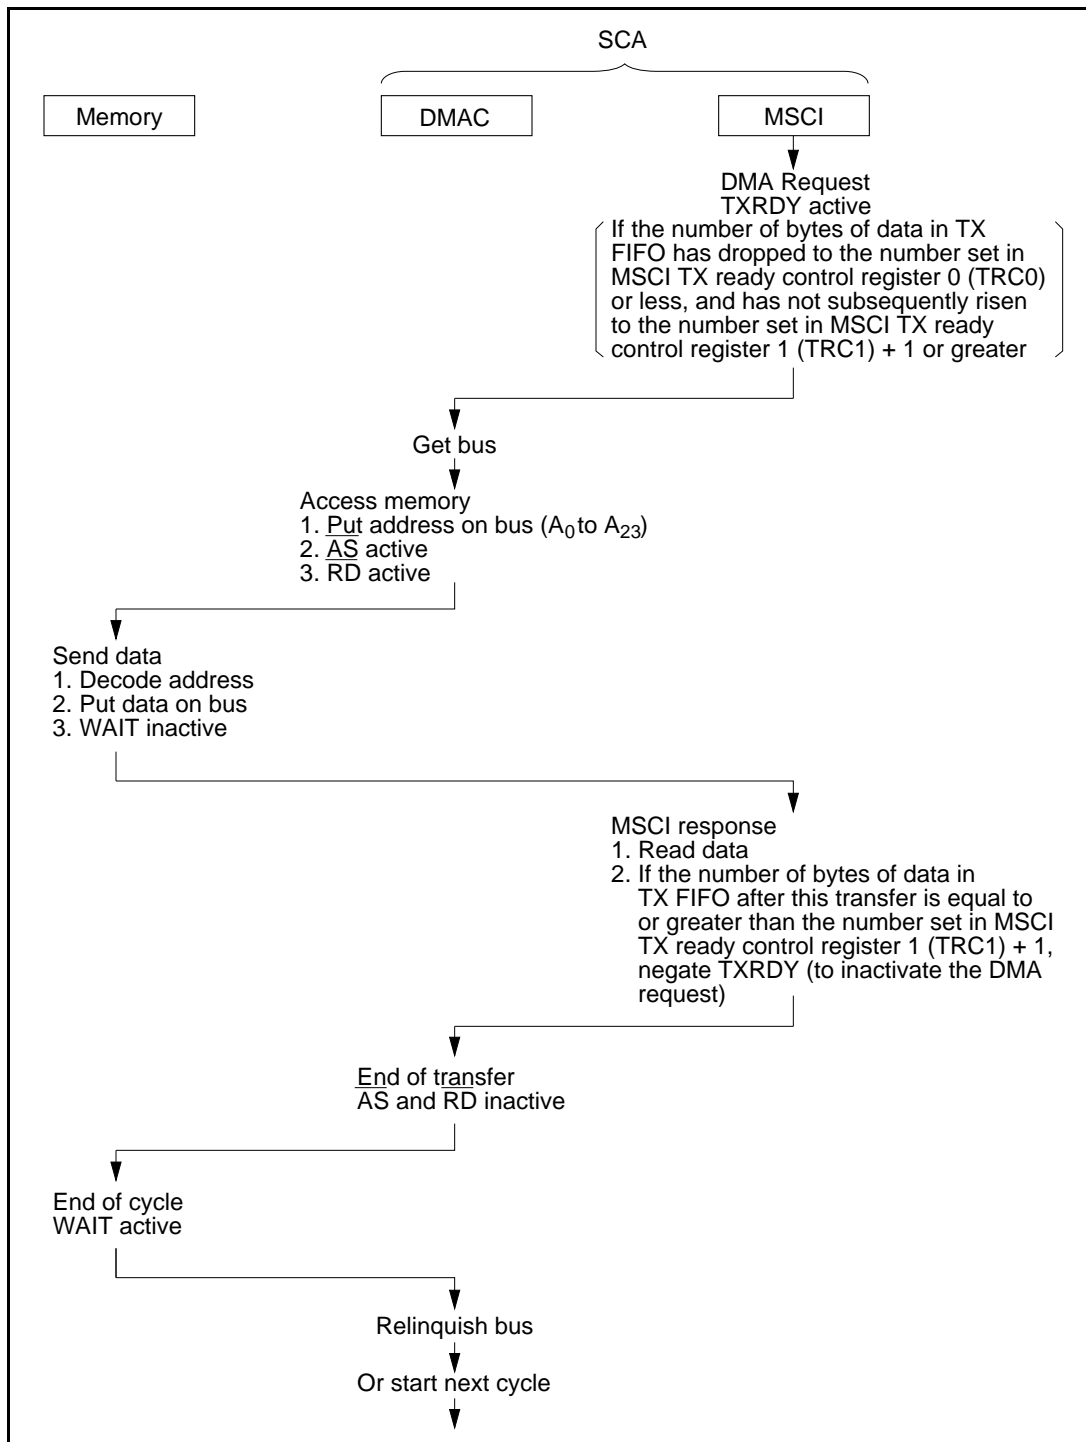 SCA
Memory
DMAC
MSCI
DMA Request
TXRDY active
If the number of bytes of data in TX
FIFO has dropped to the number set in
MSCI TX ready control register 0 (TRC0)
or less, and has not subsequently risen
to the number set in MSCI TX ready
control register 1 (TRC1) + 1 or greater
Get bus
Access memory
1. Put address on bus (A0 to A23)
2. A̅S̅ active
3. R̅D̅ active
Send data
1. Decode address
2. Put data on bus
3. WAIT inactive
MSCI response
1. Read data
2. If the number of bytes of data in
TX FIFO after this transfer is equal to
or greater than the number set in MSCI
TX ready control register 1 (TRC1) + 1,
negate TXRDY (to inactivate the DMA
request)
End of transfer
A̅S̅ and R̅D̅ inactive
End of cycle
WAIT active
Relinquish bus
Or start next cycle